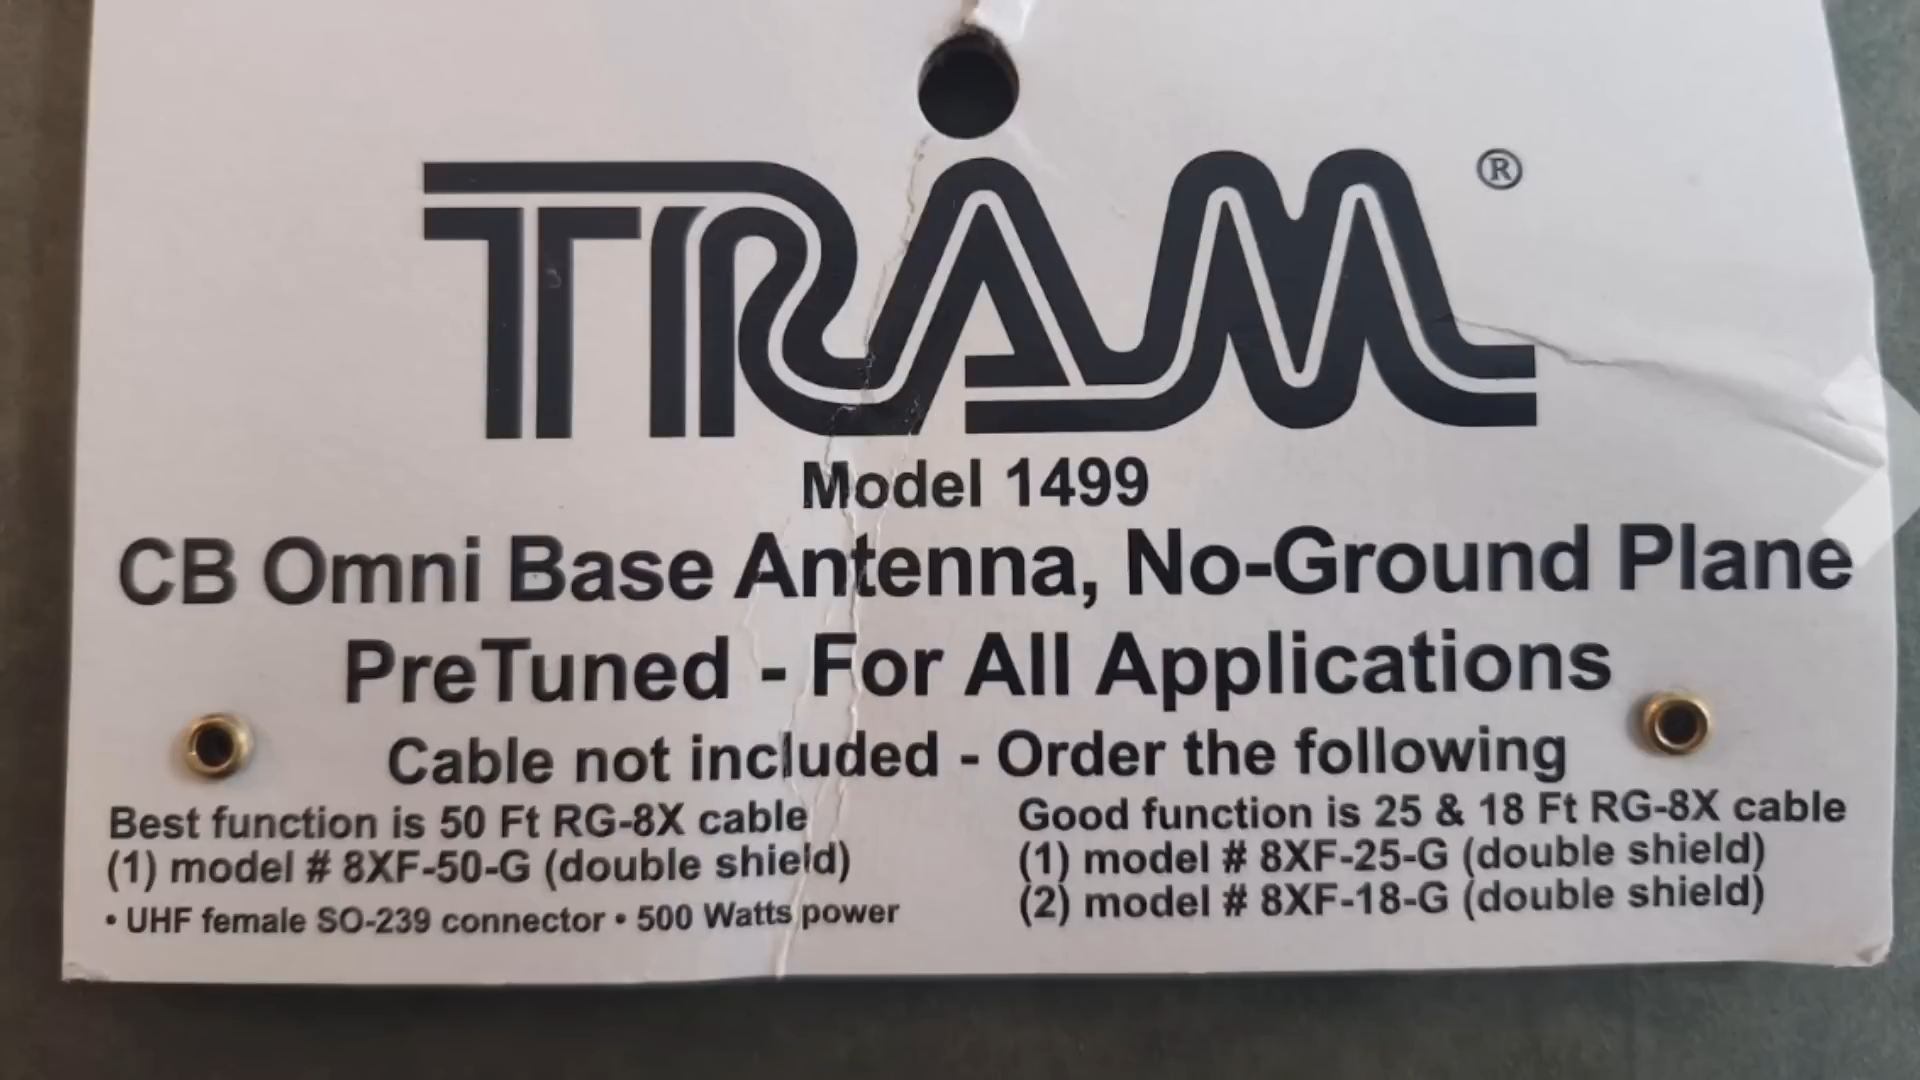 TRAM®
Model 1499
CB Omni Base Antenna, No-Ground Plane
PreTuned - For All Applications
Cable not included - Order the following
Best function is 50 Ft RG-8X cable
(1) model # 8XF-50-G (double shield)
• UHF female SO-239 connector • 500 Watts power
Good function is 25 & 18 Ft RG-8X cable
(1) model # 8XF-25-G (double shield)
(2) model # 8XF-18-G (double shield)